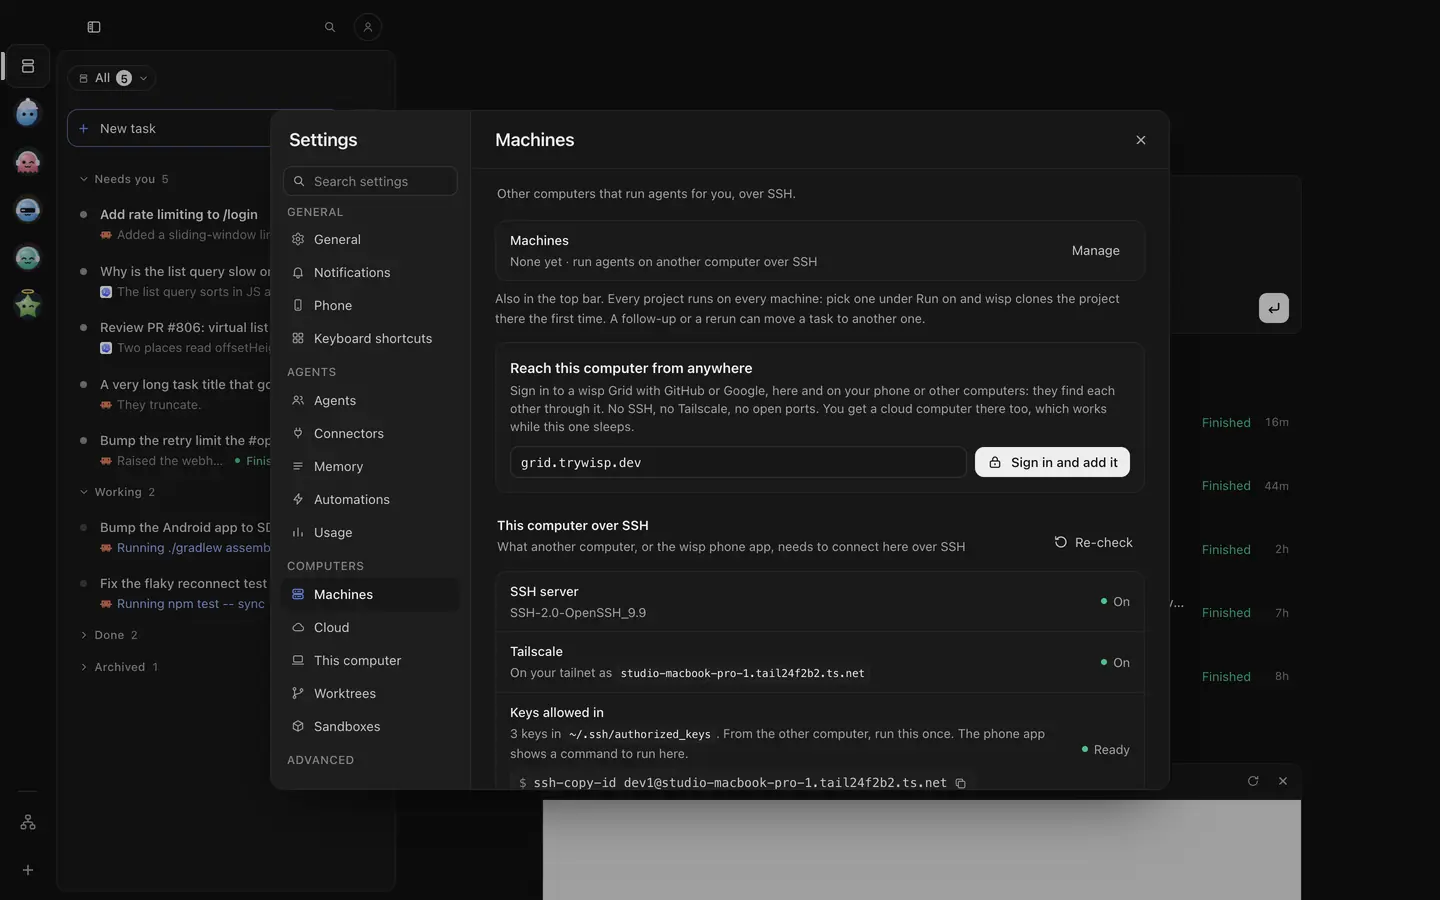 All 5
New task
Needs you 5
Add rate limiting to /login
Added a sliding-window
Why is the list query slow
The list query sorts in JS
Review PR #806: virtual list
Two places read
A very long task title that
They truncate.
Bump the retry limit the
Raised the webh...
Working 2
Bump the Android app to
Running ./gradlew
Fix the flaky reconnect test
Running npm test -- sync
Done 2
Archived 1
Settings
Search settings
GENERAL
General
Notifications
Phone
Keyboard shortcuts
AGENTS
Agents
Connectors
Memory
Automations
Usage
COMPUTERS
Machines
Cloud
This computer
Worktrees
Sandboxes
ADVANCED
Machines
Other computers that run agents for you, over SSH.
Machines
None yet · run agents on another computer over SSH
Manage
Also in the top bar. Every project runs on every machine: pick one under Run on and wisp clones the project
there the first time. A follow-up or a rerun can move a task to another one.
Reach this computer from anywhere
Sign in to a wisp Grid with GitHub or Google, here and on your phone or other computers: they find each
other through it. No SSH, no Tailscale, no open ports. You get a cloud computer there too, which works
while this one sleeps.
grid.trywisp.dev
Sign in and add it
This computer over SSH
What another computer, or the wisp phone app, needs to connect here over SSH
Re-check
SSH server
SSH-2.0-OpenSSH_9.9
On
Tailscale
On your tailnet as studio-macbook-pro-1.tail24f2b2.ts.net
On
Keys allowed in
3 keys in ~/.ssh/authorized_keys . From the other computer, run this once. The phone app
shows a command to run here.
Ready
$ ssh-copy-id dev1@studio-macbook-pro-1.tail24f2b2.ts.net
Finished 16m
Finished 44m
Finished 2h
Finished 7h
Finished 8h